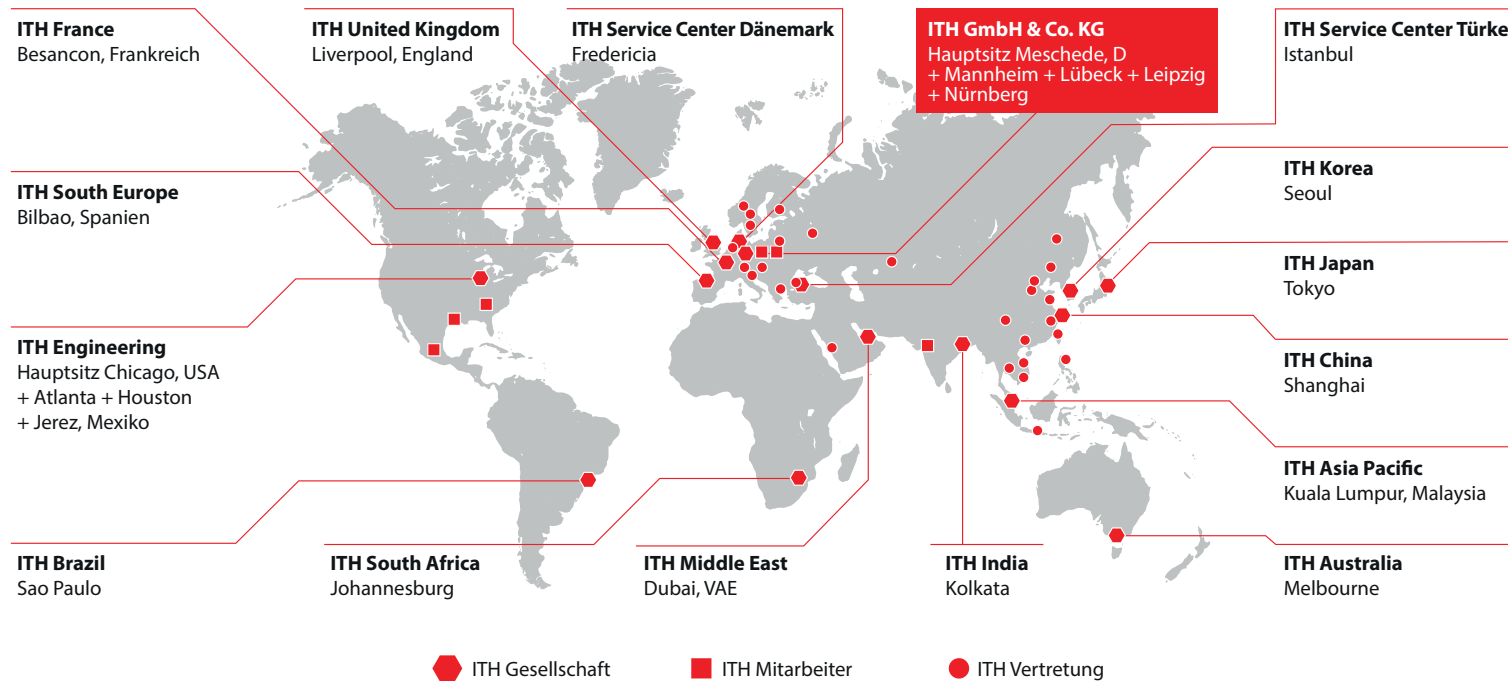 ITH France
Besancon, Frankreich
ITH United Kingdom
Liverpool, England
ITH Service Center Dänemark
Fredericia
ITH GmbH & Co. KG
Hauptsitz Meschede, D
+ Mannheim + Lübeck + Leipzig
+ Nürnberg
ITH Service Center Türke
Istanbul
ITH South Europe
Bilbao, Spanien
ITH Korea
Seoul
ITH Japan
Tokyo
ITH Engineering
Hauptsitz Chicago, USA
+ Atlanta + Houston
+ Jerez, Mexiko
ITH China
Shanghai
ITH Asia Pacific
Kuala Lumpur, Malaysia
ITH Brazil
Sao Paulo
ITH South Africa
Johannesburg
ITH Middle East
Dubai, VAE
ITH India
Kolkata
ITH Australia
Melbourne
ITH Gesellschaft
ITH Mitarbeiter
ITH Vertretung